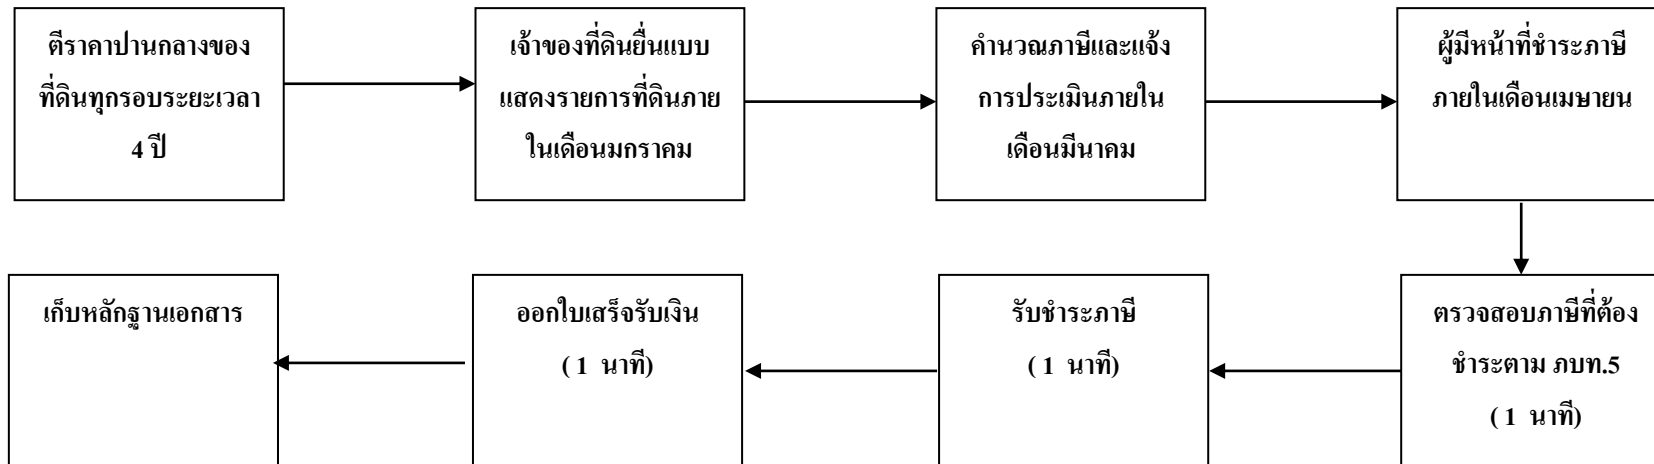 ตีราคาปานกลางของ
ที่ดินทุกรอบระยะเวลา
4 ปี
เจ้าของที่ดินยื่นแบบ
แสดงรายการที่ดินภาย
ในเดือนมกราคม
คำนวณภาษีและแจ้ง
การประเมินภายใน
เดือนมีนาคม
ผู้มีหน้าที่ชำระภาษี
ภายในเดือนเมษายน
ตรวจสอบภาษีที่ต้อง
ชำระตาม ภบท.5
( 1 นาที)
รับชำระภาษี
( 1 นาที)
ออกใบเสร็จรับเงิน
( 1 นาที)
เก็บหลักฐานเอกสาร